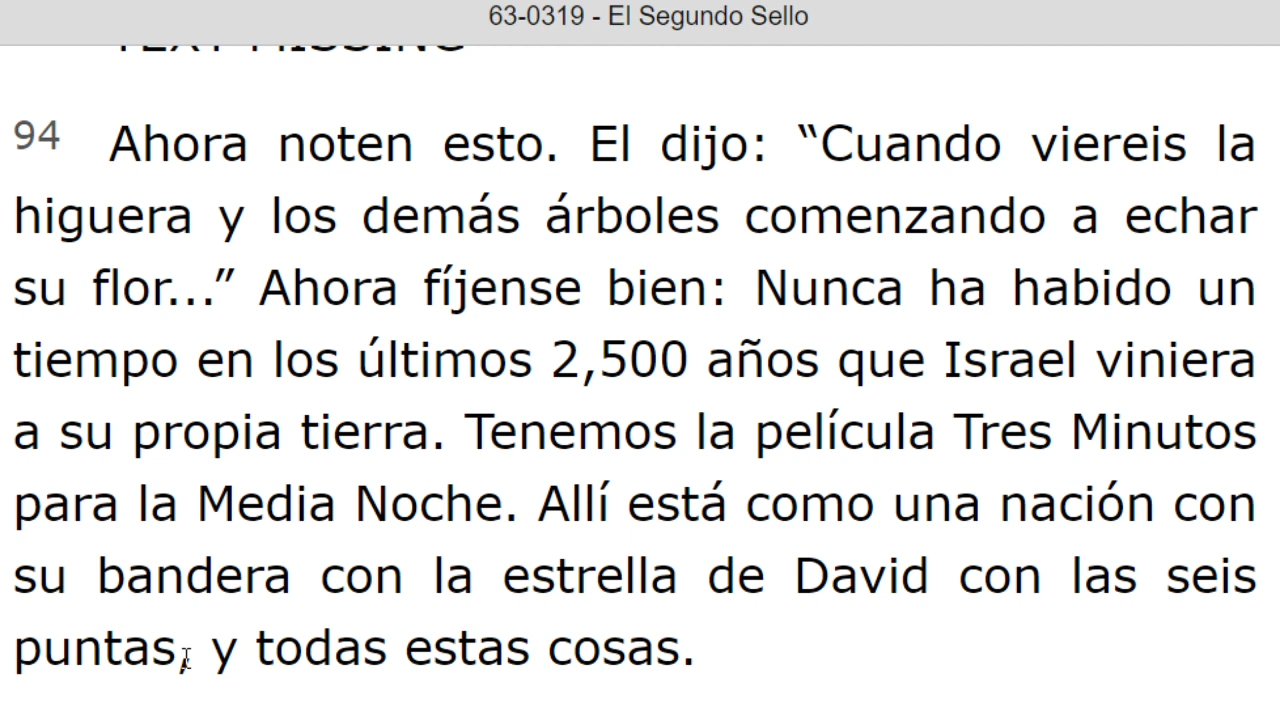 63-0319 - El Segundo Sello
TEXT MISSING
94 Ahora noten esto. El dijo: “Cuando viereis la
higuera y los demás árboles comenzando a echar
su flor...” Ahora fíjense bien: Nunca ha habido un
tiempo en los últimos 2,500 años que Israel viniera
a su propia tierra. Tenemos la película Tres Minutos
para la Media Noche. Allí está como una nación con
su bandera con la estrella de David con las seis
puntas, y todas estas cosas.